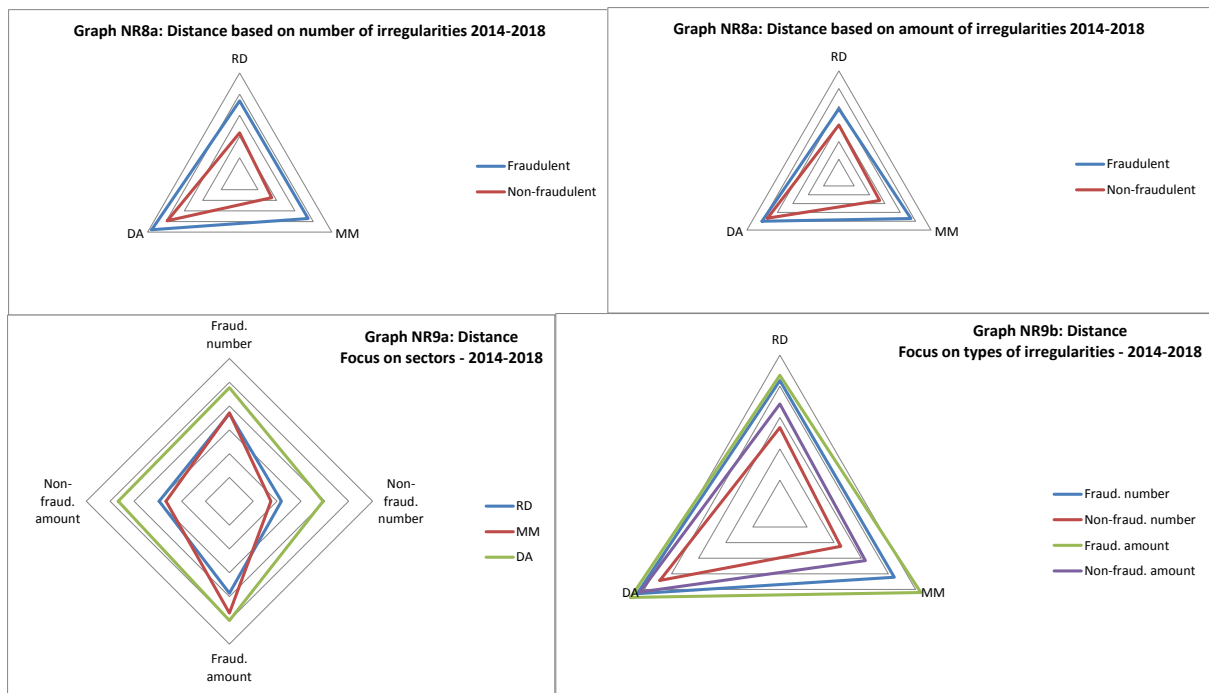 Graph NR8a: Distance based on number of irregularities 2014-2018
RD
DA
MM
Fraudulent
Non-fraudulent
Graph NR8a: Distance based on amount of irregularities 2014-2018
RD
DA
MM
Fraudulent
Non-fraudulent
Graph NR9a: Distance
Focus on sectors - 2014-2018
Fraud.
number
Non-
fraud.
amount
Non-
fraud.
number
Fraud.
amount
RD
MM
DA
Graph NR9b: Distance
Focus on types of irregularities - 2014-2018
RD
DA
MM
Fraud. number
Non-fraud. number
Fraud. amount
Non-fraud. amount